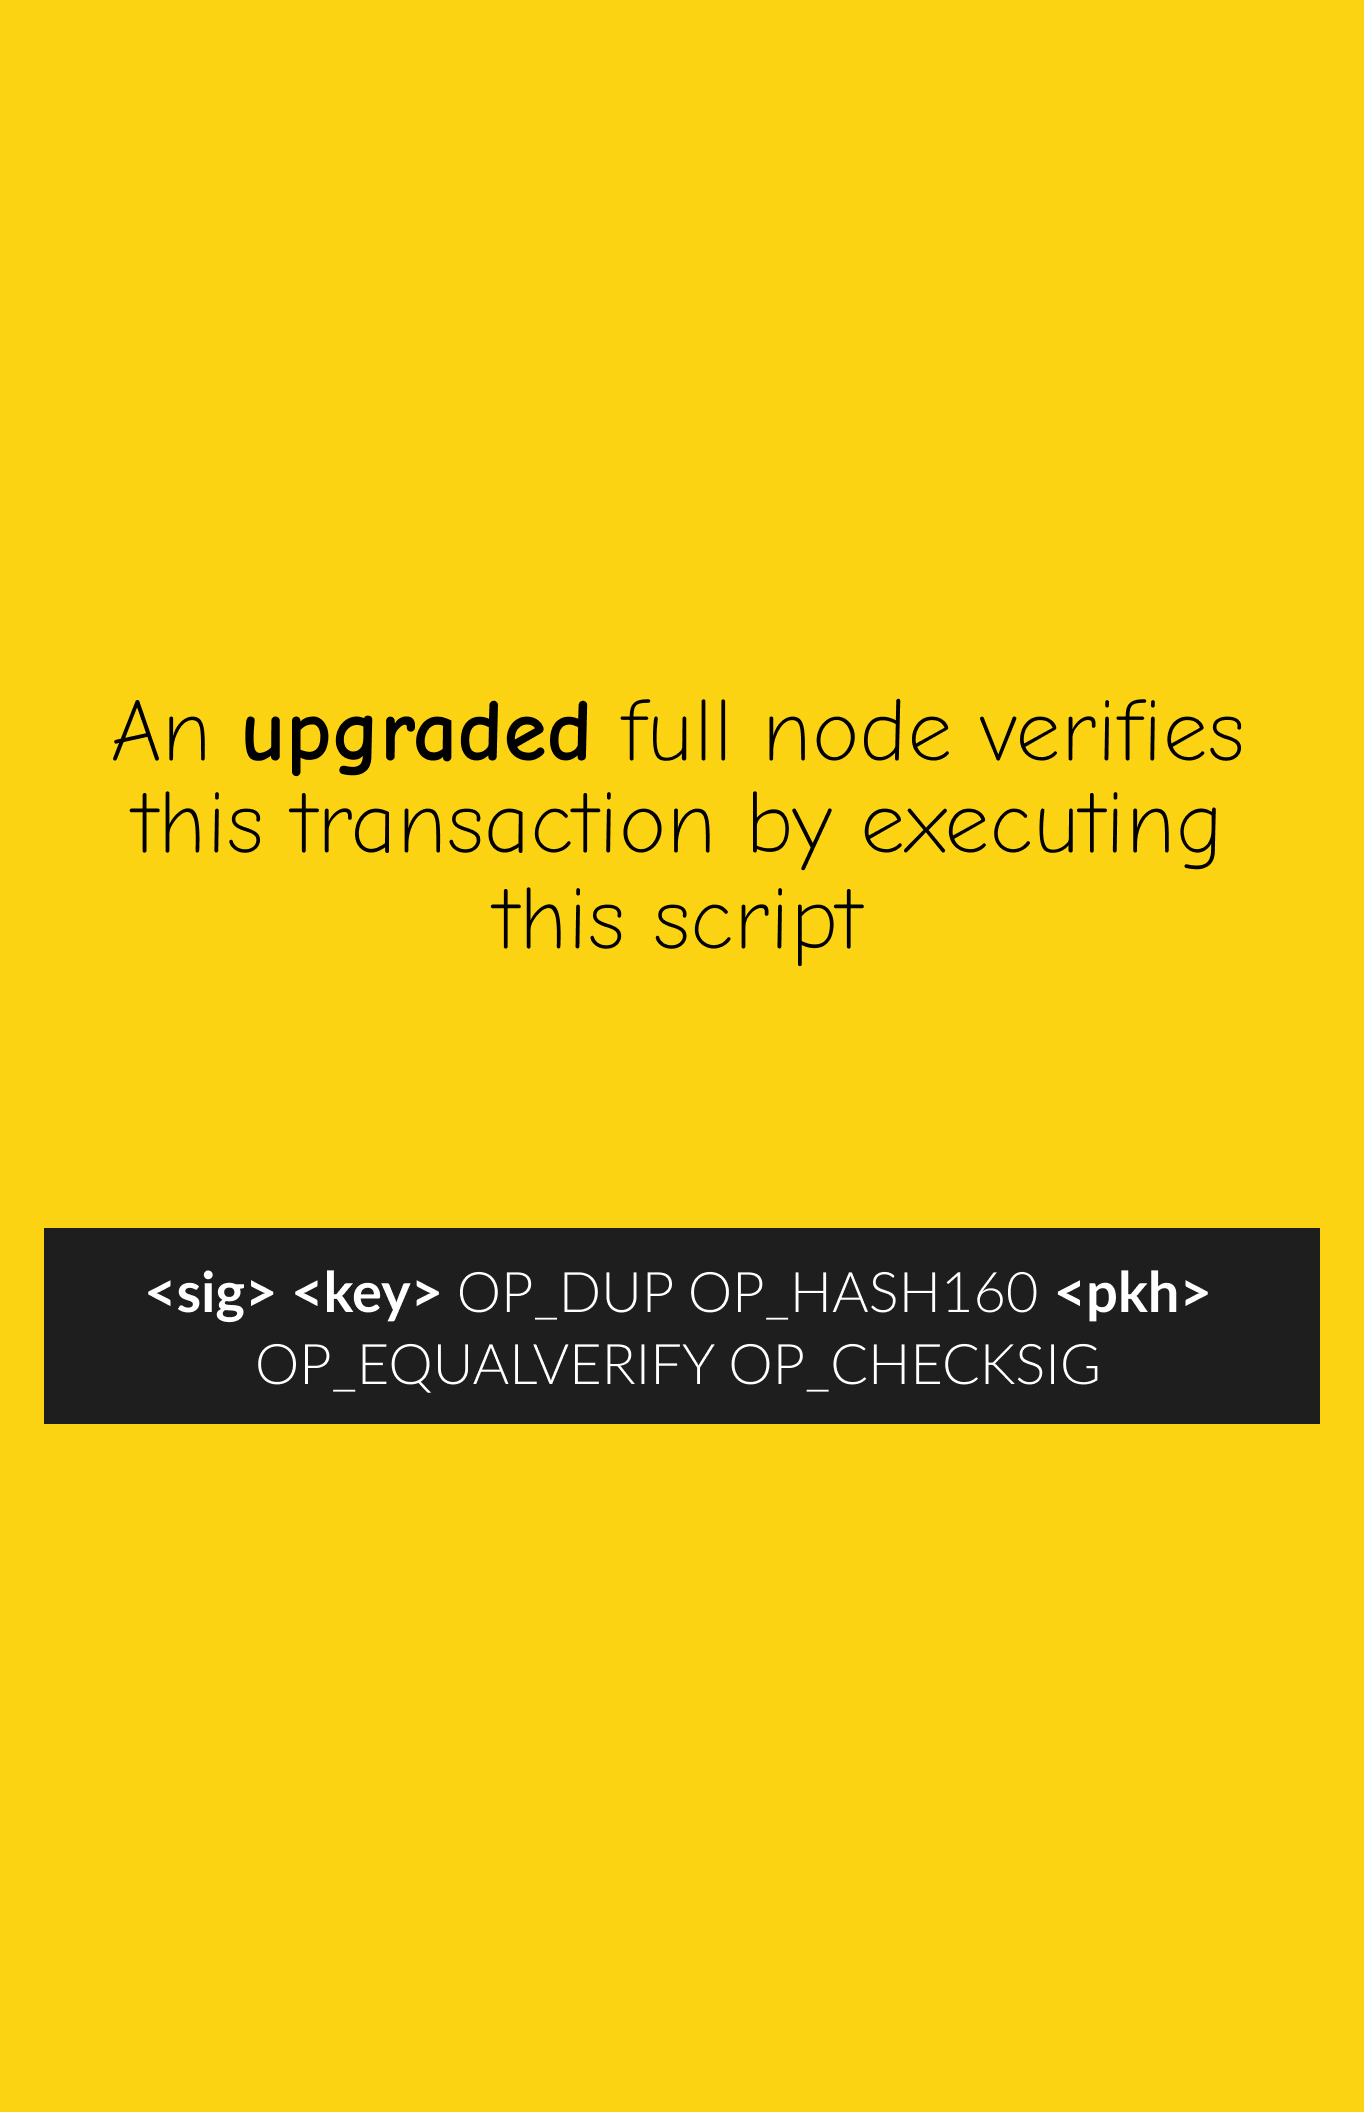 An upgraded full node verifies
this transaction by executing
this script
<sig> <key> OP_DUP OP_HASH160 <pkh>
OP_EQUALVERIFY OP_CHECKSIG